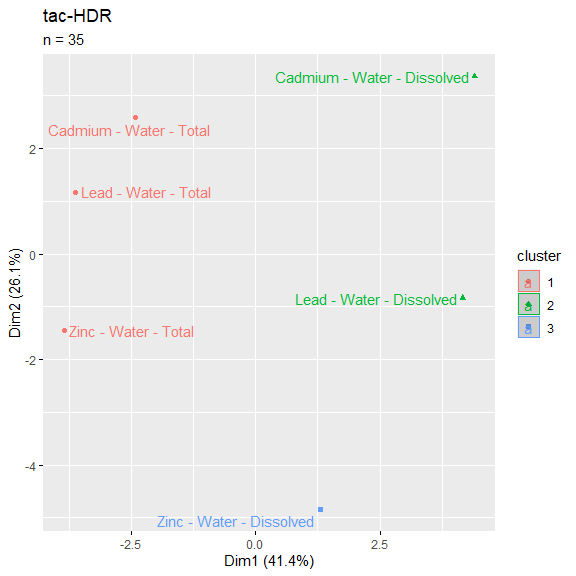 tac-HDR
n = 35
Cadmium - Water - Dissolved
Cadmium - Water - Total
Lead - Water - Total
Lead - Water - Dissolved
Zinc - Water - Total
Zinc - Water - Dissolved
2
0
-2
-4
Dim2 (26.1%)
-2.5
0.0
2.5
Dim1 (41.4%)
cluster
1
2
3